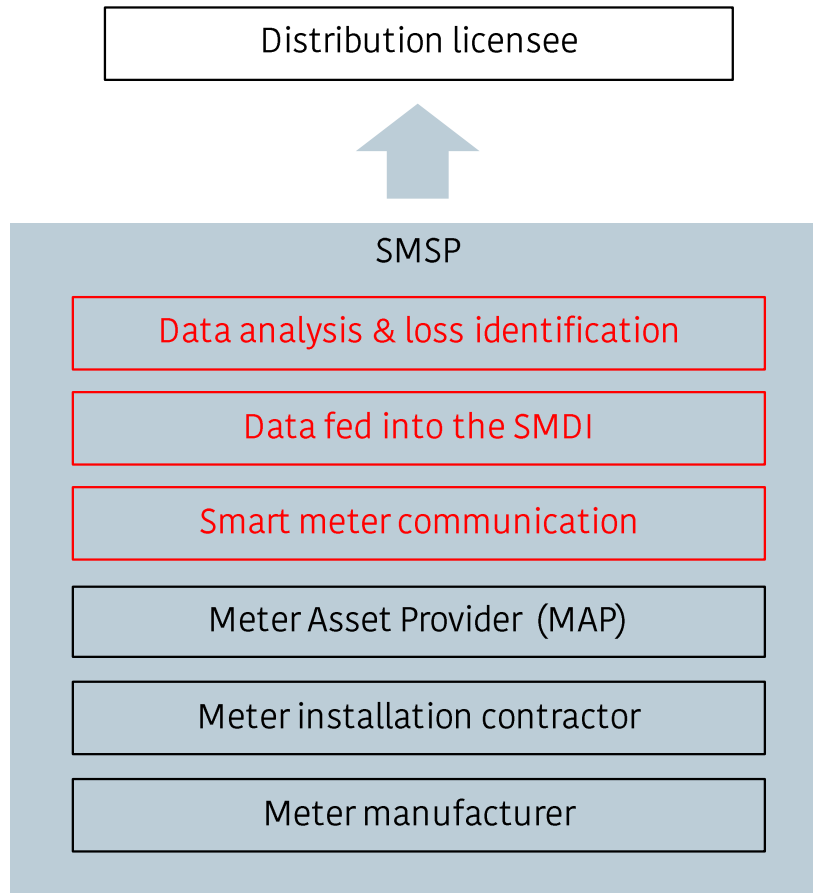 Distribution licensee
SMSP
Data analysis & loss identification
Data fed into the SMDI
Smart meter communication
Meter Asset Provider (MAP)
Meter installation contractor
Meter manufacturer